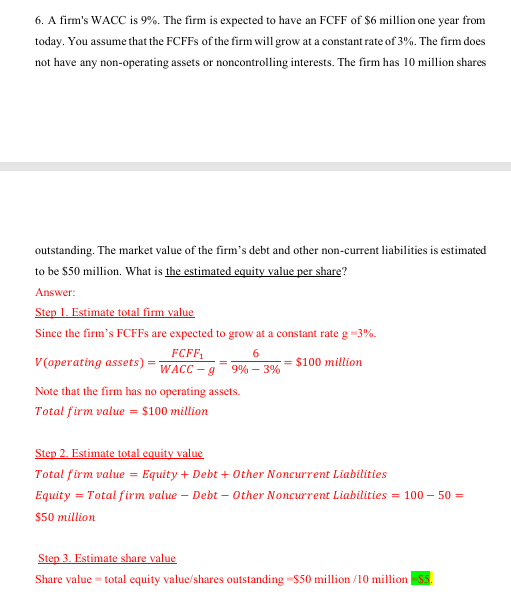 6. A firm's WACC is 9%. The firm is expected to have an FCFF of $6 million one year from
today. You assume that the FCFFs of the firm will grow at a constant rate of 3%. The firm does
not have any non-operating assets or noncontrolling interests. The firm has 10 million shares
outstanding. The market value of the firm's debt and other non-current liabilities is estimated
to be $50 million. What is the estimated equity value per share?
Answer:
Step 1. Estimate total firm value
Since the firm's FCFFs are expected to grow at a constant rate g =3%.
V(operating assets) = FCFF₁ / WACC − g = 6 / 9% − 3% = $100 million
Note that the firm has no operating assets.
Total firm value = $100 million
Step 2. Estimate total equity value
Total firm value = Equity + Debt + Other Noncurrent Liabilities
Equity = Total firm value − Debt − Other Noncurrent Liabilities = 100 − 50 =
$50 million
Step 3. Estimate share value
Share value = total equity value/shares outstanding =$50 million /10 million =$5.